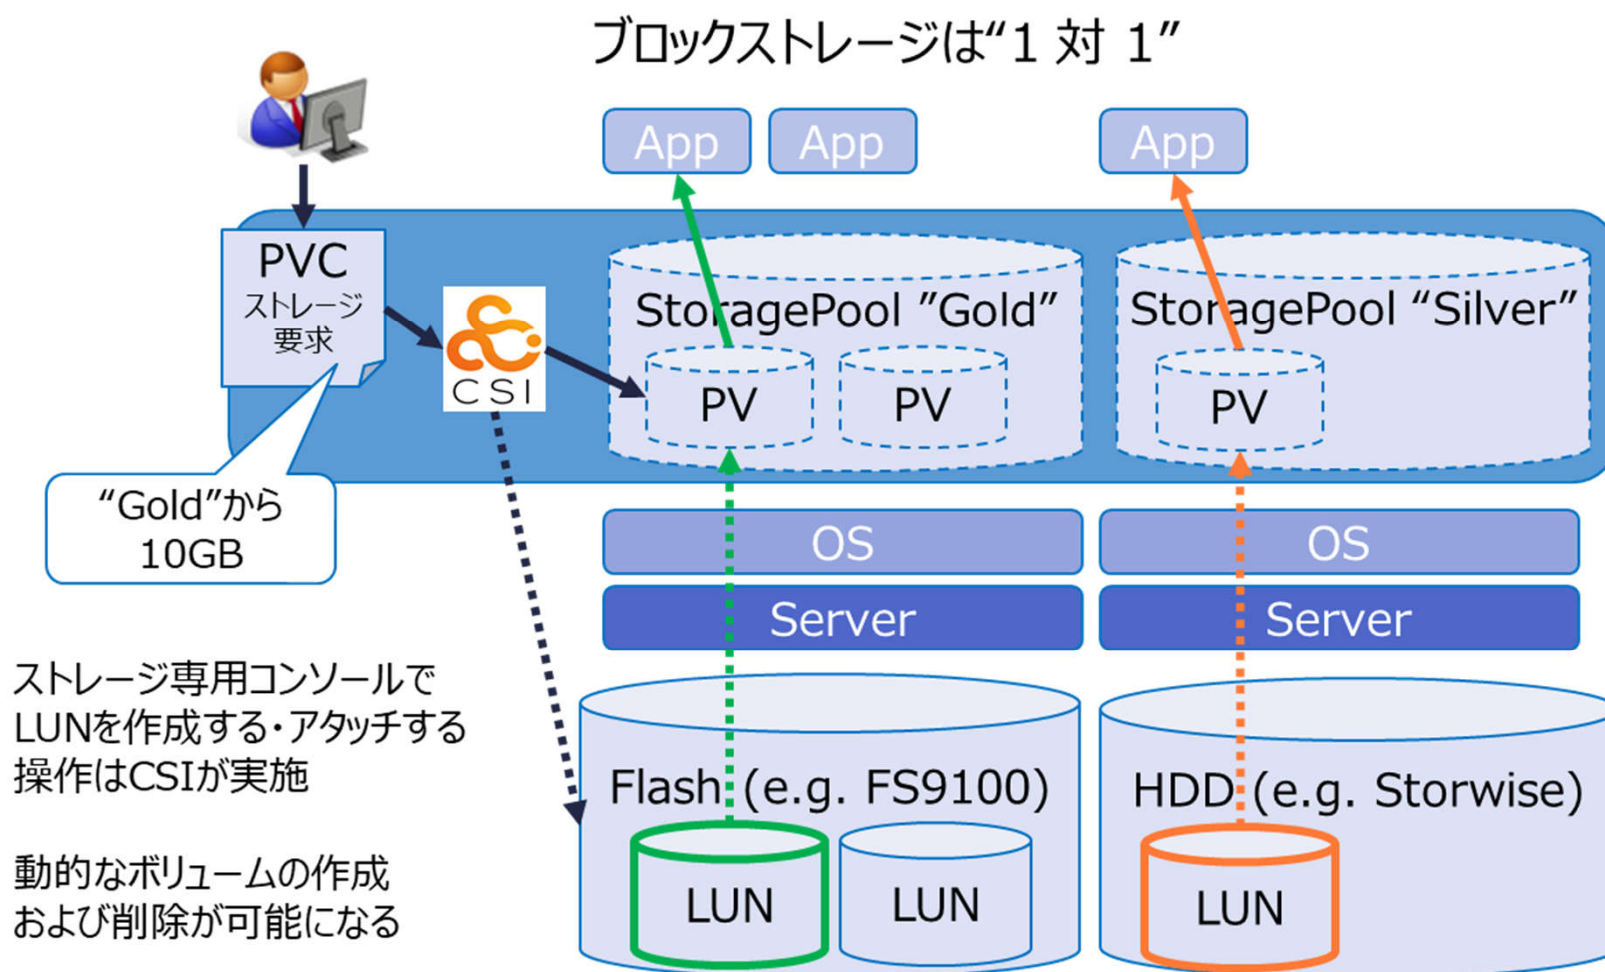 ブロックストレージは“1 対 1”
App
App
App
PVC
ストレージ
要求
CSI
StoragePool ”Gold”
StoragePool “Silver”
PV
PV
PV
“Gold”から
10GB
OS
OS
Server
Server
ストレージ専用コンソールで
LUNを作成する・アタッチする
操作はCSIが実施
動的なボリュームの作成
および削除が可能になる
Flash (e.g. FS9100)
HDD (e.g. Storwise)
LUN
LUN
LUN